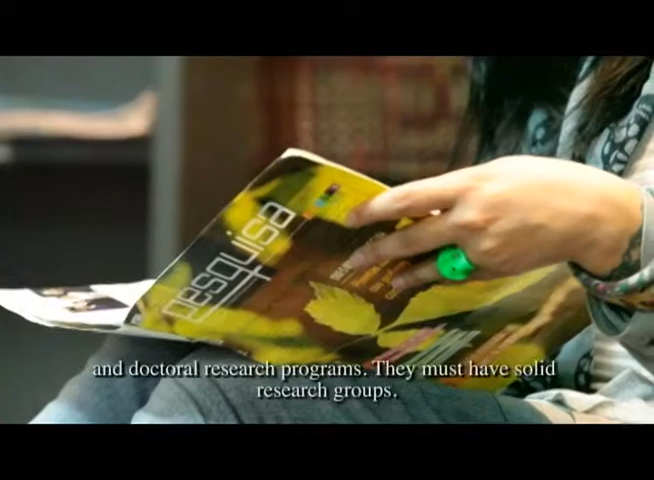 pesquisa
and doctoral research programs. They must have solid
research groups.